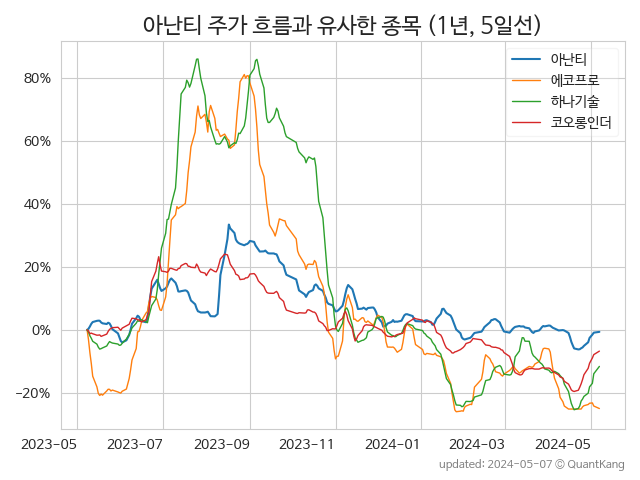 아난티 주가 흐름과 유사한 종목 (1년, 5일선)
아난티
에코프로
하나기술
코오롱인더
80%
60%
40%
20%
0%
−20%
2023-05 2023-07 2023-09 2023-11 2024-01 2024-03 2024-05
updated: 2024-05-07 © QuantKang